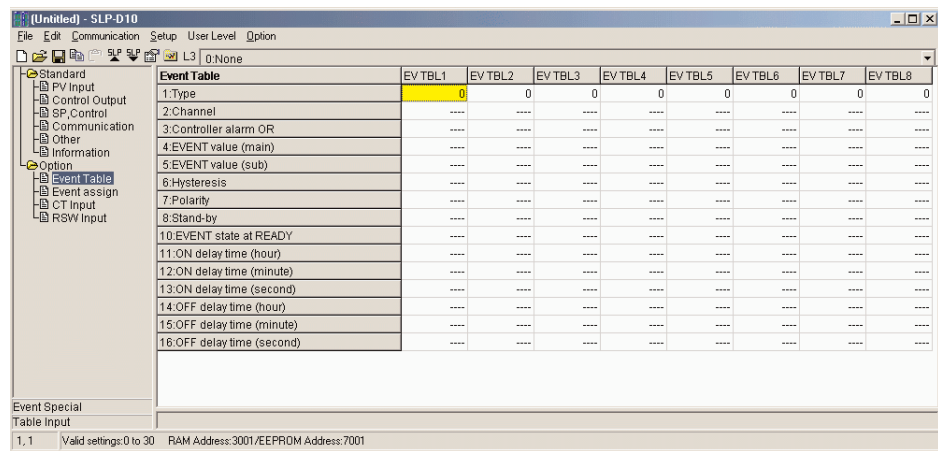 (Untitled) - SLP-D10
File Edit Communication Setup User Level Option
L3 0:None
Standard
PV Input
Control Output
SP,Control
Communication
Other
Information
Option
Event Table
Event assign
CT Input
RSW Input
Event Special
Table Input
Event Table EV TBL1 EV TBL2 EV TBL3 EV TBL4 EV TBL5 EV TBL6 EV TBL7 EV TBL8
1:Type 0 0 0 0 0 0 0 0
2:Channel ---- ---- ---- ---- ---- ---- ---- ----
3:Controller alarm OR ---- ---- ---- ---- ---- ---- ---- ----
4:EVENT value (main) ---- ---- ---- ---- ---- ---- ---- ----
5:EVENT value (sub) ---- ---- ---- ---- ---- ---- ---- ----
6:Hysteresis ---- ---- ---- ---- ---- ---- ---- ----
7:Polarity ---- ---- ---- ---- ---- ---- ---- ----
8:Stand-by ---- ---- ---- ---- ---- ---- ---- ----
10:EVENT state at READY ---- ---- ---- ---- ---- ---- ---- ----
11:ON delay time (hour) ---- ---- ---- ---- ---- ---- ---- ----
12:ON delay time (minute) ---- ---- ---- ---- ---- ---- ---- ----
13:ON delay time (second) ---- ---- ---- ---- ---- ---- ---- ----
14:OFF delay time (hour) ---- ---- ---- ---- ---- ---- ---- ----
15:OFF delay time (minute) ---- ---- ---- ---- ---- ---- ---- ----
16:OFF delay time (second) ---- ---- ---- ---- ---- ---- ---- ----
1, 1 Valid settings:0 to 30 RAM Address:3001/EEPROM Address:7001